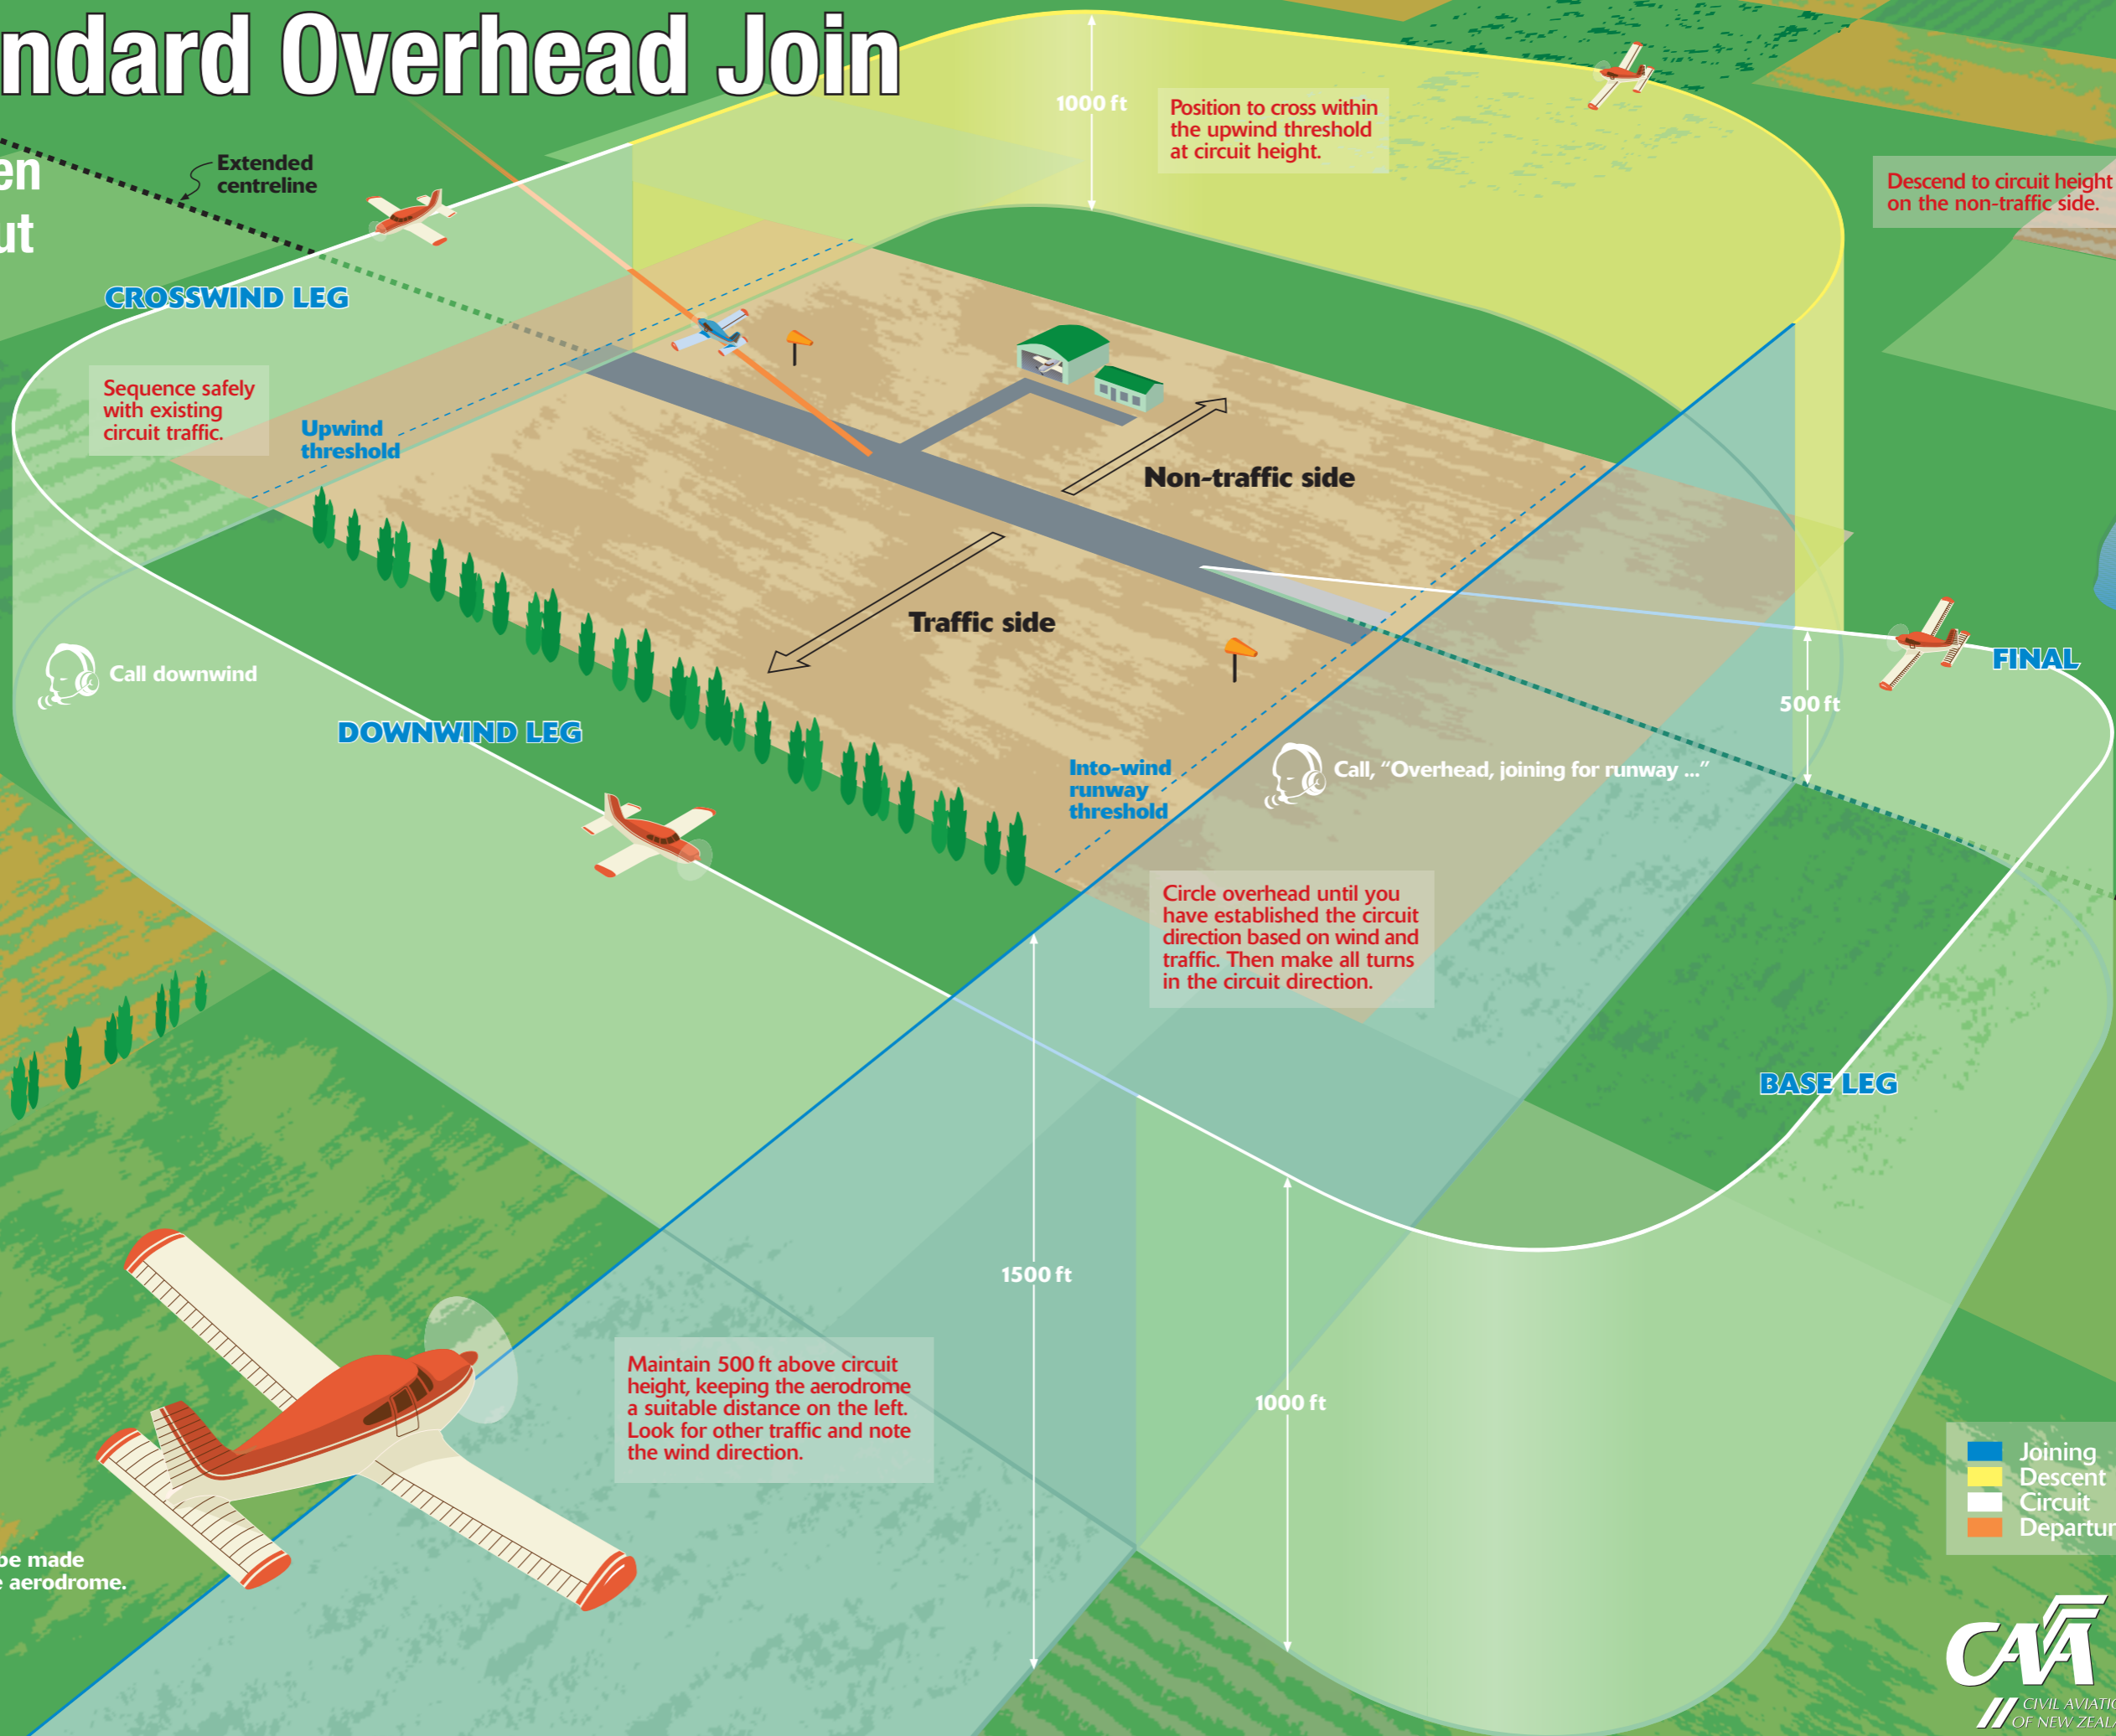 ndard Overhead Join
en
ut
Extended
centreline
1000 ft
Position to cross within
the upwind threshold
at circuit height.
Descend to circuit height
on the non-traffic side.
CROSSWIND LEG
Sequence safely
with existing
circuit traffic.
Upwind
threshold
Non-traffic side
Traffic side
Call downwind
DOWNWIND LEG
FINAL
500 ft
Into-wind
runway
threshold
Call, “Overhead, joining for runway ...”
Circle overhead until you
have established the circuit
direction based on wind and
traffic. Then make all turns
in the circuit direction.
BASE LEG
1500 ft
1000 ft
Maintain 500 ft above circuit
height, keeping the aerodrome
a suitable distance on the left.
Look for other traffic and note
the wind direction.
be made
e aerodrome.
Joining
Descent
Circuit
Departur
CAA
CIVIL AVIATIO
OF NEW ZEAL